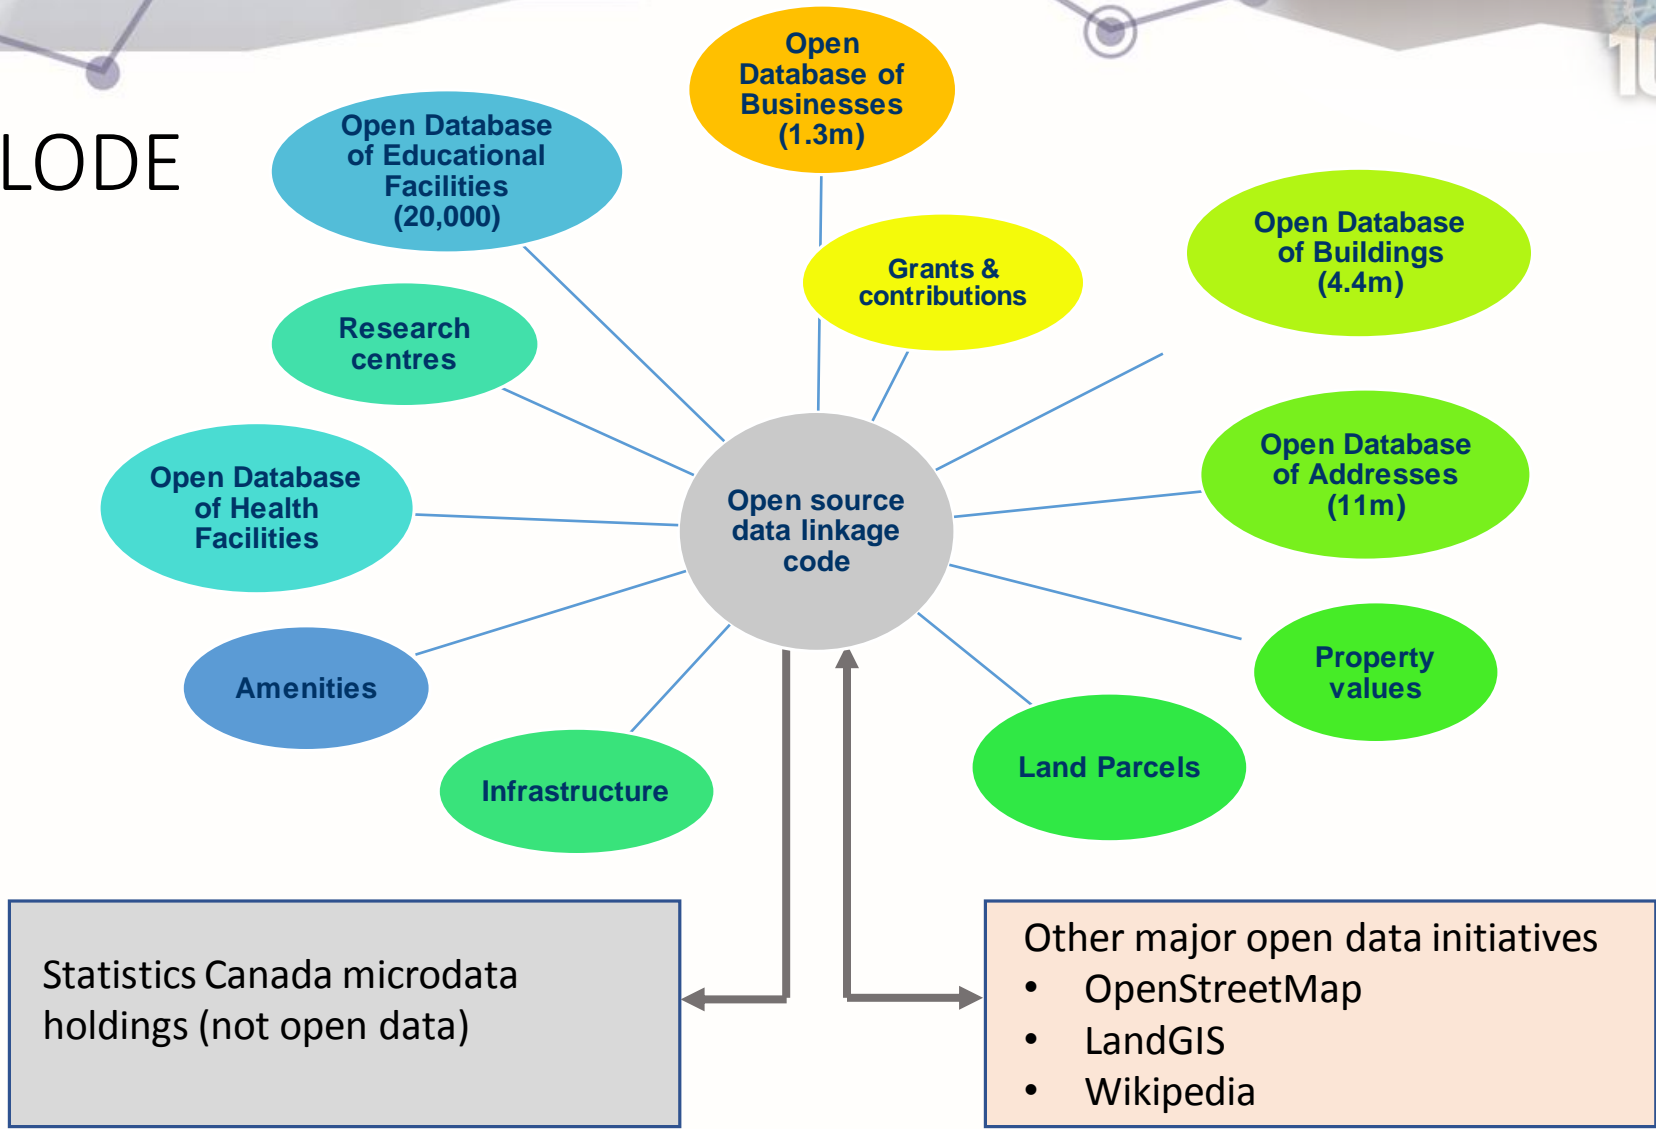 LODE
10
Open
Database of
Businesses
(1.3m)
Open Database
of Educational
Facilities
(20,000)
Grants &
contributions
Open Database
of Buildings
(4.4m)
Research
centres
Open Database
of Health
Facilities
Open source
data linkage
code
Open Database
of Addresses
(11m)
Amenities
Property
values
Infrastructure
Land Parcels
Statistics Canada microdata
holdings (not open data)
Other major open data initiatives
• OpenStreetMap
• LandGIS
• Wikipedia